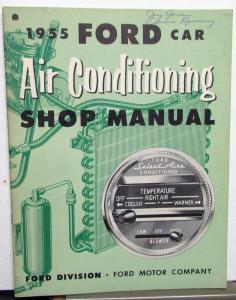 1955 FORD CAR
Air Conditioning
SHOP MANUAL
FORD
Select Aire
CONDITIONER
TEMPERATURE
OFF RIGHT AIR
COOLER WARMER
LOW OFF
BLOWER
FORD DIVISION • FORD MOTOR COMPANY